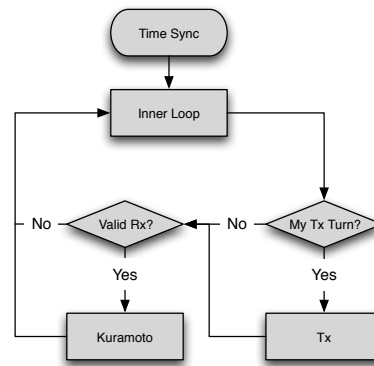 Time Sync
Inner Loop
No
Valid Rx?
No
My Tx Turn?
Yes
Yes
Kuramoto
Tx